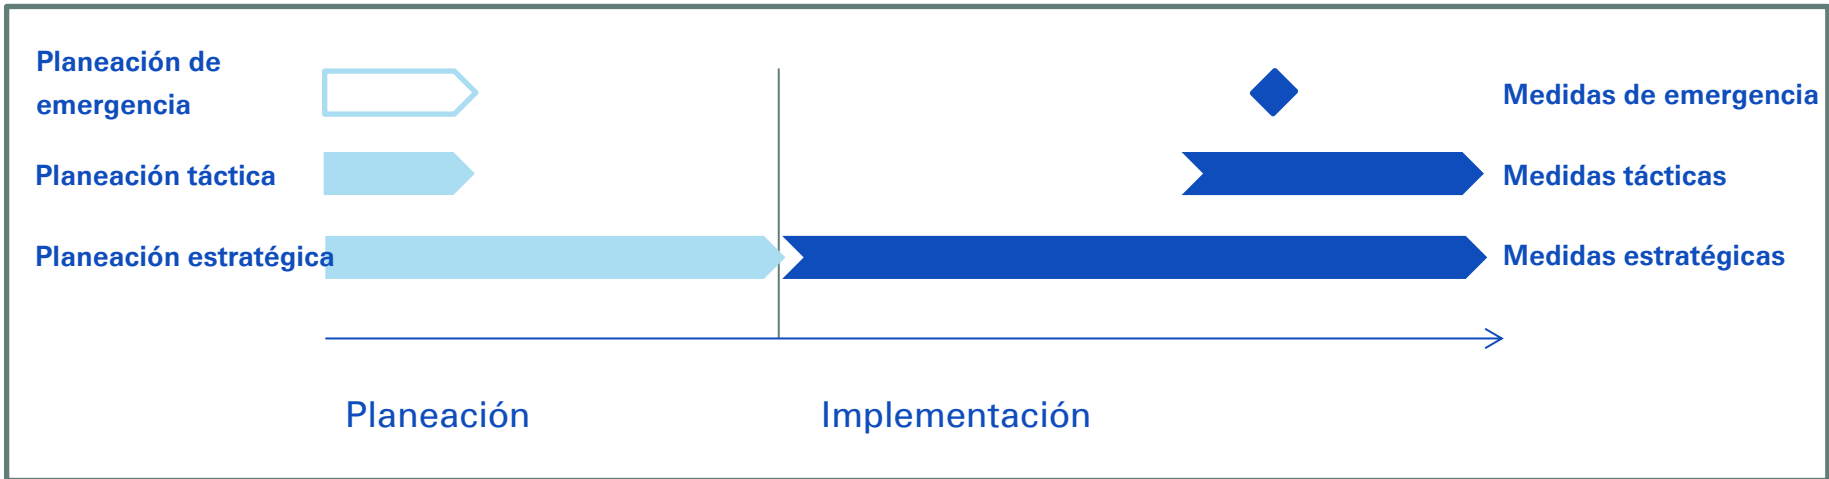 Planeación de
emergencia
Medidas de emergencia
Planeación táctica
Medidas tácticas
Planeación estratégica
Medidas estratégicas
Planeación
Implementación